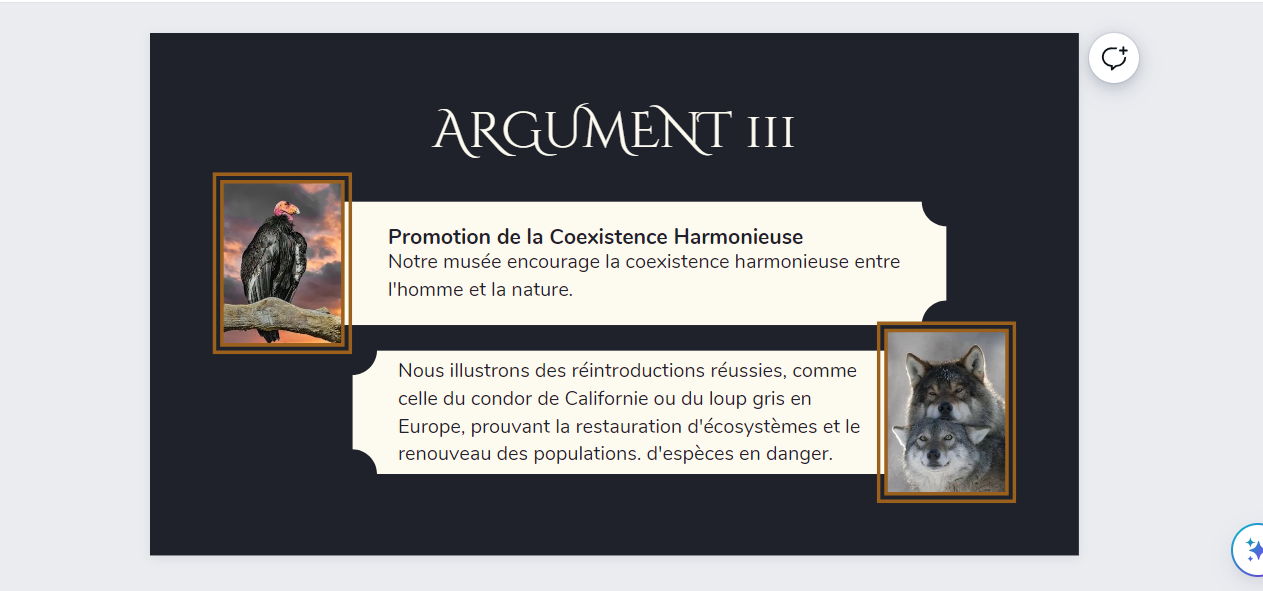 ARGUMENT III
Promotion de la Coexistence Harmonieuse
Notre musée encourage la coexistence harmonieuse entre
l'homme et la nature.
Nous illustrons des réintroductions réussies, comme
celle du condor de Californie ou du loup gris en
Europe, prouvant la restauration d'écosystèmes et le
renouveau des populations. d'espèces en danger.